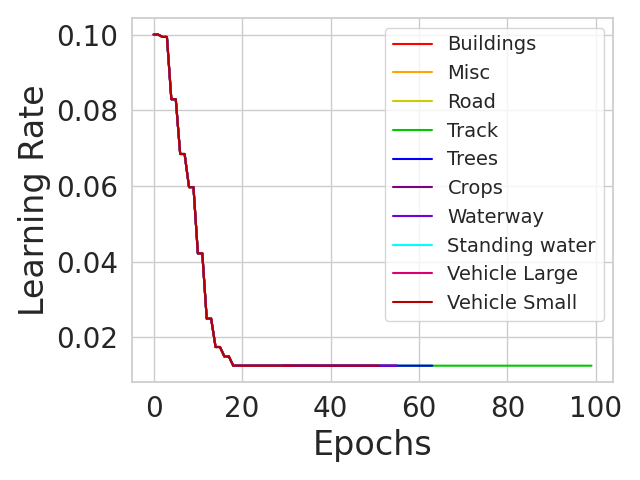 Learning Rate
0.10
0.08
0.06
0.04
0.02
0
20
40
60
80
100
Epochs
Buildings
Misc
Road
Track
Trees
Crops
Waterway
Standing water
Vehicle Large
Vehicle Small